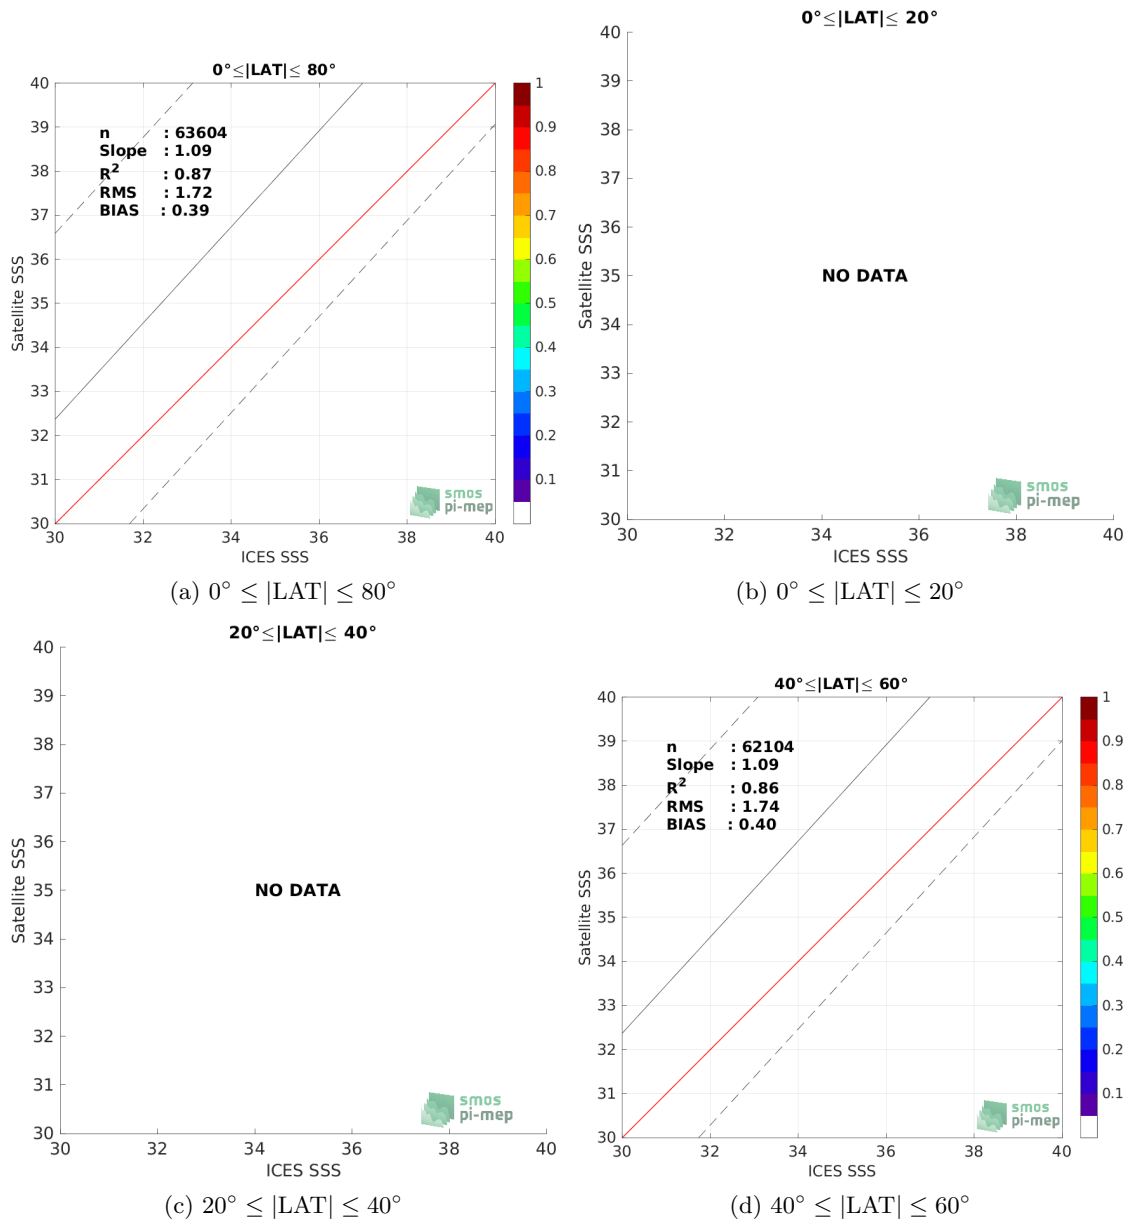 0°≤|LAT|≤ 80°
n : 63604
Slope : 1.09
R² : 0.87
RMS : 1.72
BIAS : 0.39
40
39
38
37
36
35
34
33
32
31
30
30 32 34 36 38 40
Satellite SSS
ICES SSS
1
0.9
0.8
0.7
0.6
0.5
0.4
0.3
0.2
0.1
smos
pi-mep
(a) 0° ≤ |LAT| ≤ 80°
0°≤|LAT|≤ 20°
40
39
38
37
36
35
34
33
32
31
30
30 32 34 36 38 40
Satellite SSS
ICES SSS
NO DATA
smos
pi-mep
(b) 0° ≤ |LAT| ≤ 20°
20°≤|LAT|≤ 40°
40
39
38
37
36
35
34
33
32
31
30
30 32 34 36 38 40
Satellite SSS
ICES SSS
NO DATA
smos
pi-mep
(c) 20° ≤ |LAT| ≤ 40°
40°≤|LAT|≤ 60°
n : 62104
Slope : 1.09
R² : 0.86
RMS : 1.74
BIAS : 0.40
40
39
38
37
36
35
34
33
32
31
30
30 32 34 36 38 40
Satellite SSS
ICES SSS
1
0.9
0.8
0.7
0.6
0.5
0.4
0.3
0.2
0.1
smos
pi-mep
(d) 40° ≤ |LAT| ≤ 60°